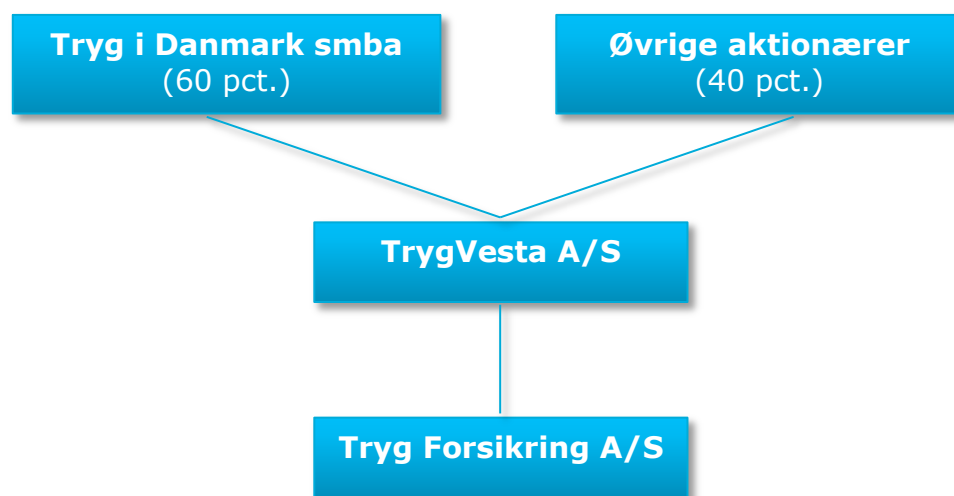 Tryg i Danmark smba
(60 pct.)
Øvrige aktionærer
(40 pct.)
TrygVesta A/S
Tryg Forsikring A/S